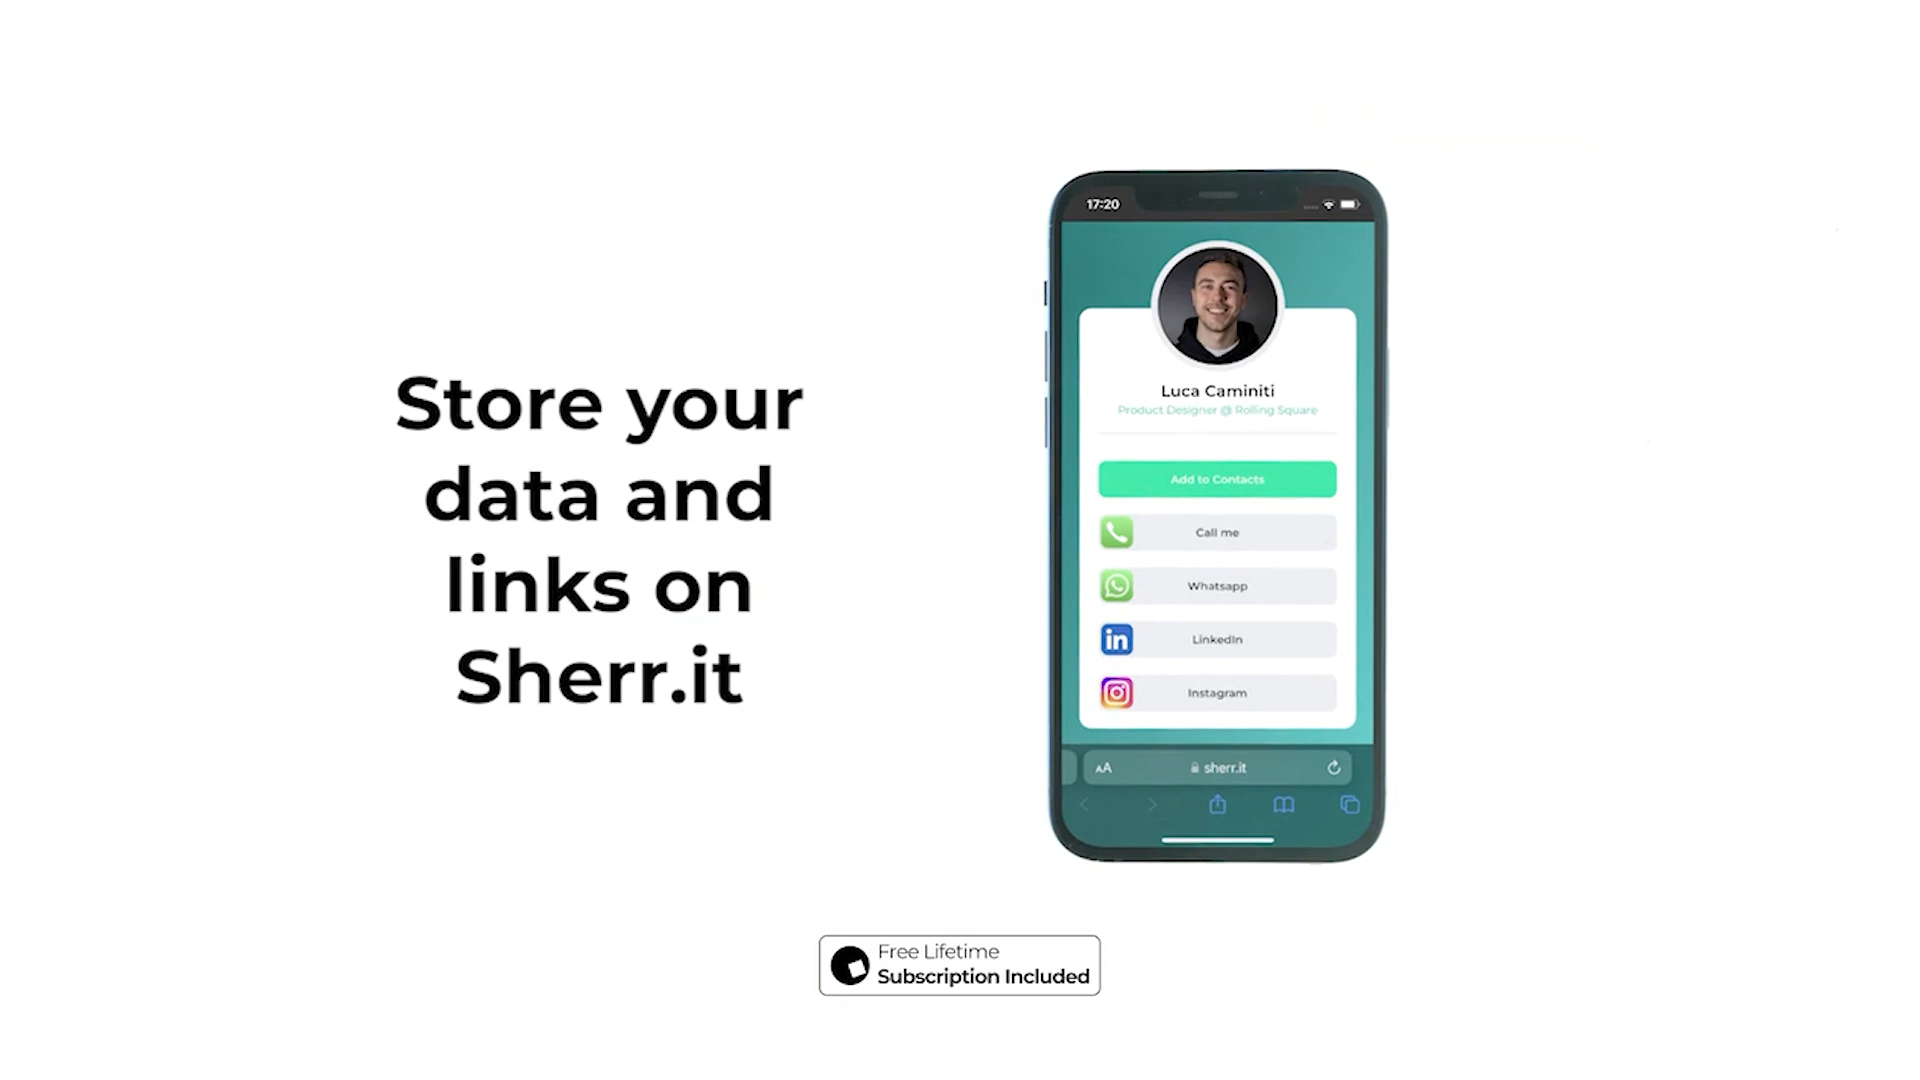 Store your
data and
links on
Sherr.it
17:20
Luca Caminiti
Product Designer @ Rolling Square
Add to Contacts
Call me
Whatsapp
in
LinkedIn
Instagram
AA
sherr.it
Free Lifetime
Subscription Included